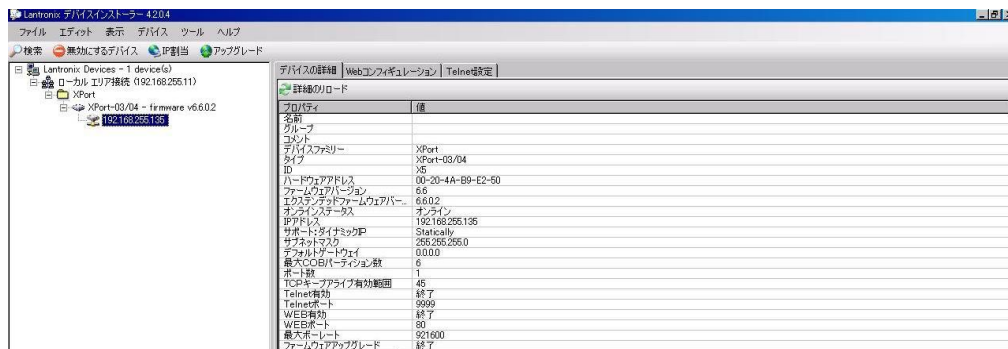 Lantronix デバイスインストーラー 4.2.0.4
ファイル エディット 表示 デバイス ツール ヘルプ
検索 無効にするデバイス IP割当 アップグレード
Lantronix Devices - 1 device(s)
ローカル エリア接続 (192.168.255.11)
XPort
XPort-03/04 - firmware v6.6.0.2
192.168.255.135
デバイスの詳細 Webコンフィギュレーション Telnet設定
詳細のリロード
プロパティ 値
名前
グループ
コメント
デバイスファミリー XPort
タイプ XPort-03/04
ID X5
ハードウェアアドレス 00-20-4A-B9-E2-50
ファームウェアバージョン 6.6
エクステンデッドファームウェアバー... 6.6.0.2
オンラインステータス オンライン
IPアドレス 192.168.255.135
サポート:ダイナミックIP Statically
サブネットマスク 255.255.255.0
デフォルトゲートウェイ 0.0.0.0
最大COBパーティション数 6
ポート数 1
TCPキープアライブ有効範囲 45
Telnet有効 終了
Telnetポート 9999
WEB有効 終了
WEBポート 80
最大ボーレート 921600
ファームウェアアップグレード 終了